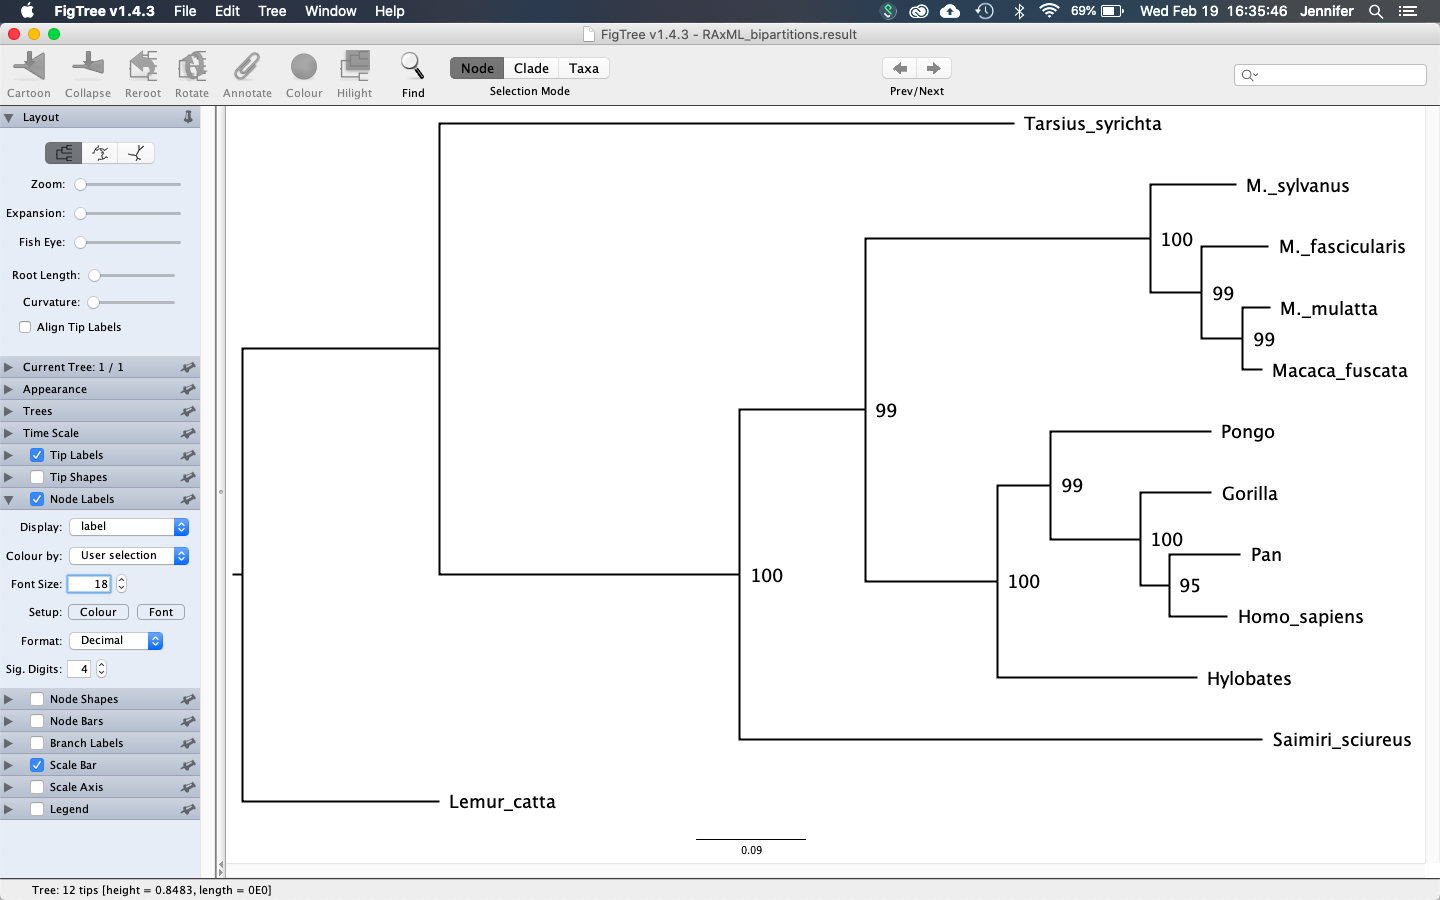 FigTree v1.4.3 File Edit Tree Window Help 69% Wed Feb 19 16:35:46 Jennifer
FigTree v1.4.3 - RAxML_bipartitions.result
Cartoon Collapse Reroot Rotate Annotate Colour Hilight Find
Node Clade Taxa
Selection Mode
Prev/Next
Layout
Zoom:
Expansion:
Fish Eye:
Root Length:
Curvature:
Align Tip Labels
Current Tree: 1 / 1
Appearance
Trees
Time Scale
Tip Labels
Tip Shapes
Node Labels
Display: label
Colour by: User selection
Font Size: 18
Setup: Colour Font
Format: Decimal
Sig. Digits: 4
Node Shapes
Node Bars
Branch Labels
Scale Bar
Scale Axis
Legend
Tarsius_syrichta
M._sylvanus
100
M._fascicularis
99
M._mulatta
99
Macaca_fuscata
99
Pongo
99
Gorilla
100
Pan
95
100
Homo_sapiens
100
Hylobates
Saimiri_sciureus
Lemur_catta
0.09
Tree: 12 tips [height = 0.8483, length = 0E0]